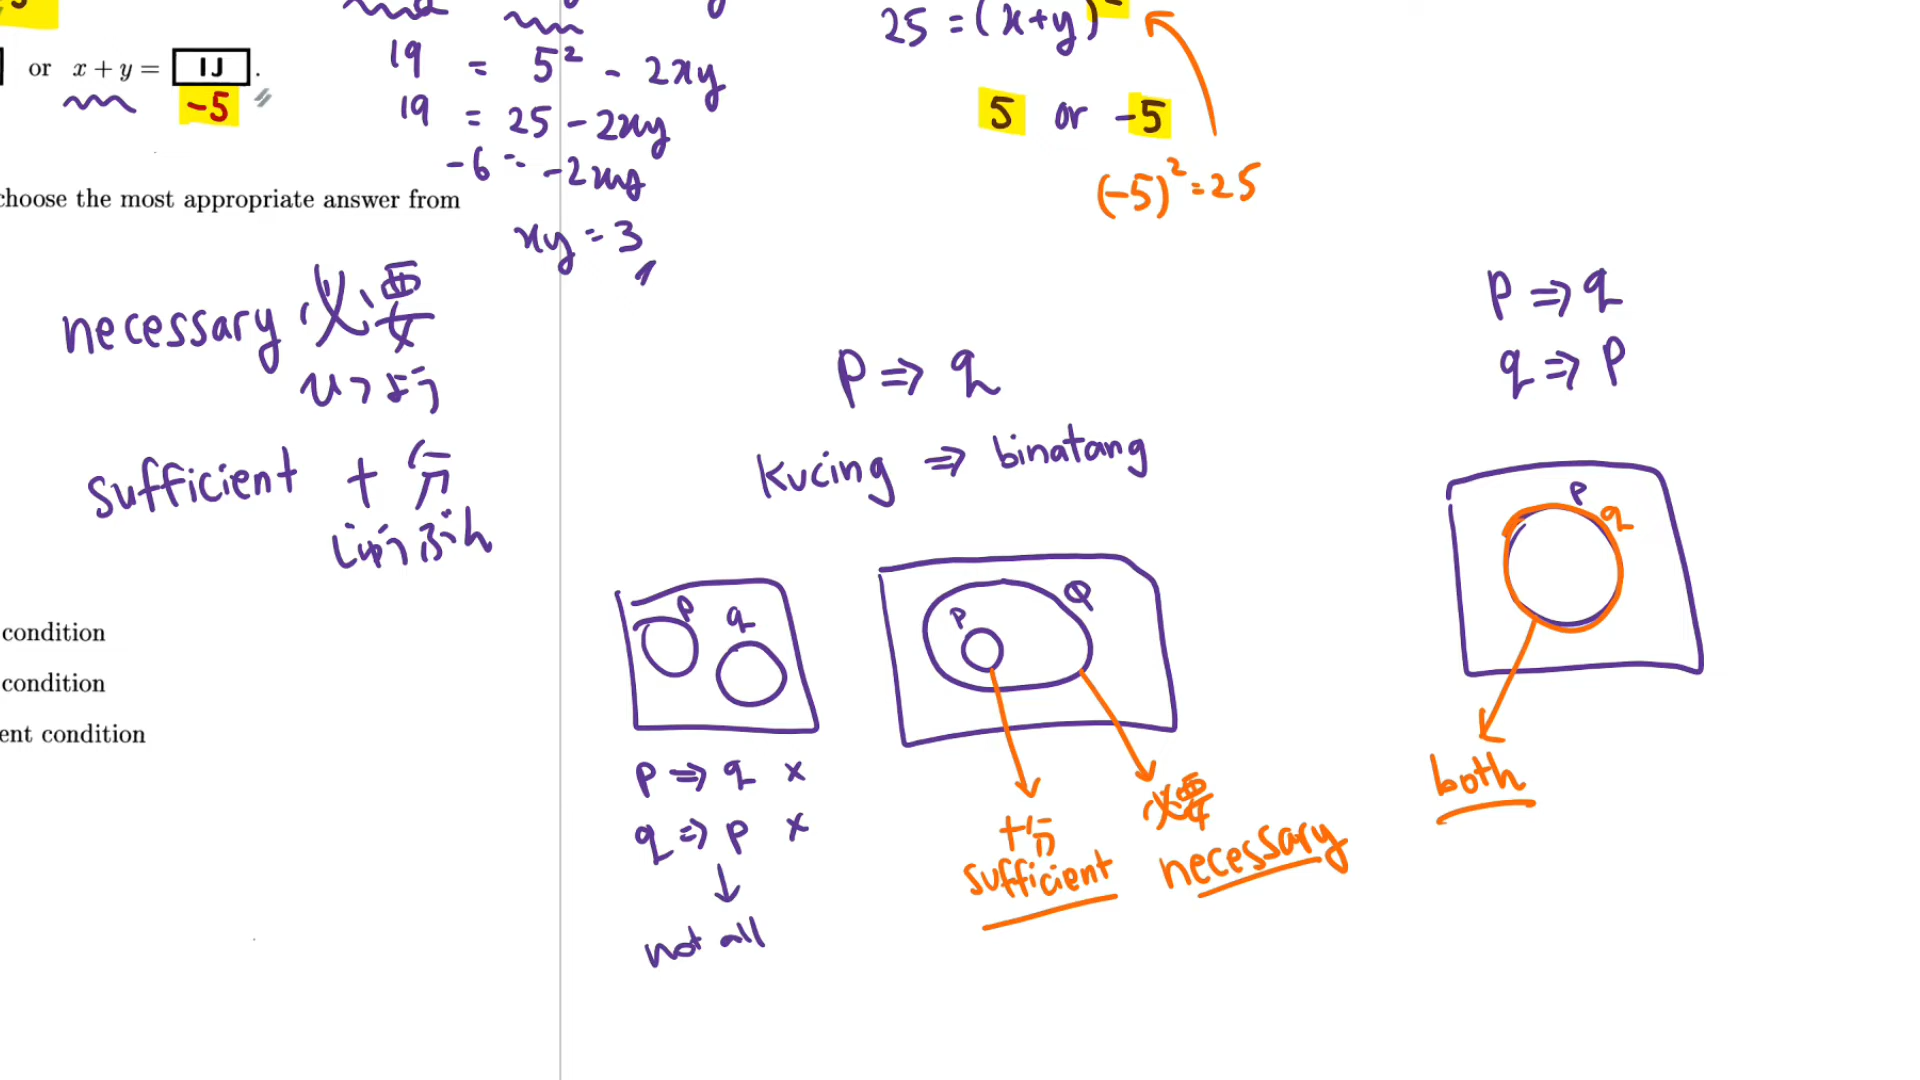 or x + y = IJ .
-5
choose the most appropriate answer from
19 = 5² - 2xy
19 = 25 - 2xy
-6 = -2xy
xy = 3
25 = (x+y)
5 or -5
(-5)² = 25
necessary 必要
ひつよう
sufficient 十分
じゅうぶん
condition
condition
ent condition
p ⇒ q
kucing ⇒ binatang
p ⇒ q
q ⇒ p
p q
p Q
p q
p ⇒ q x
q ⇒ p x
↓
not all
十分
sufficient
必要
necessary
both